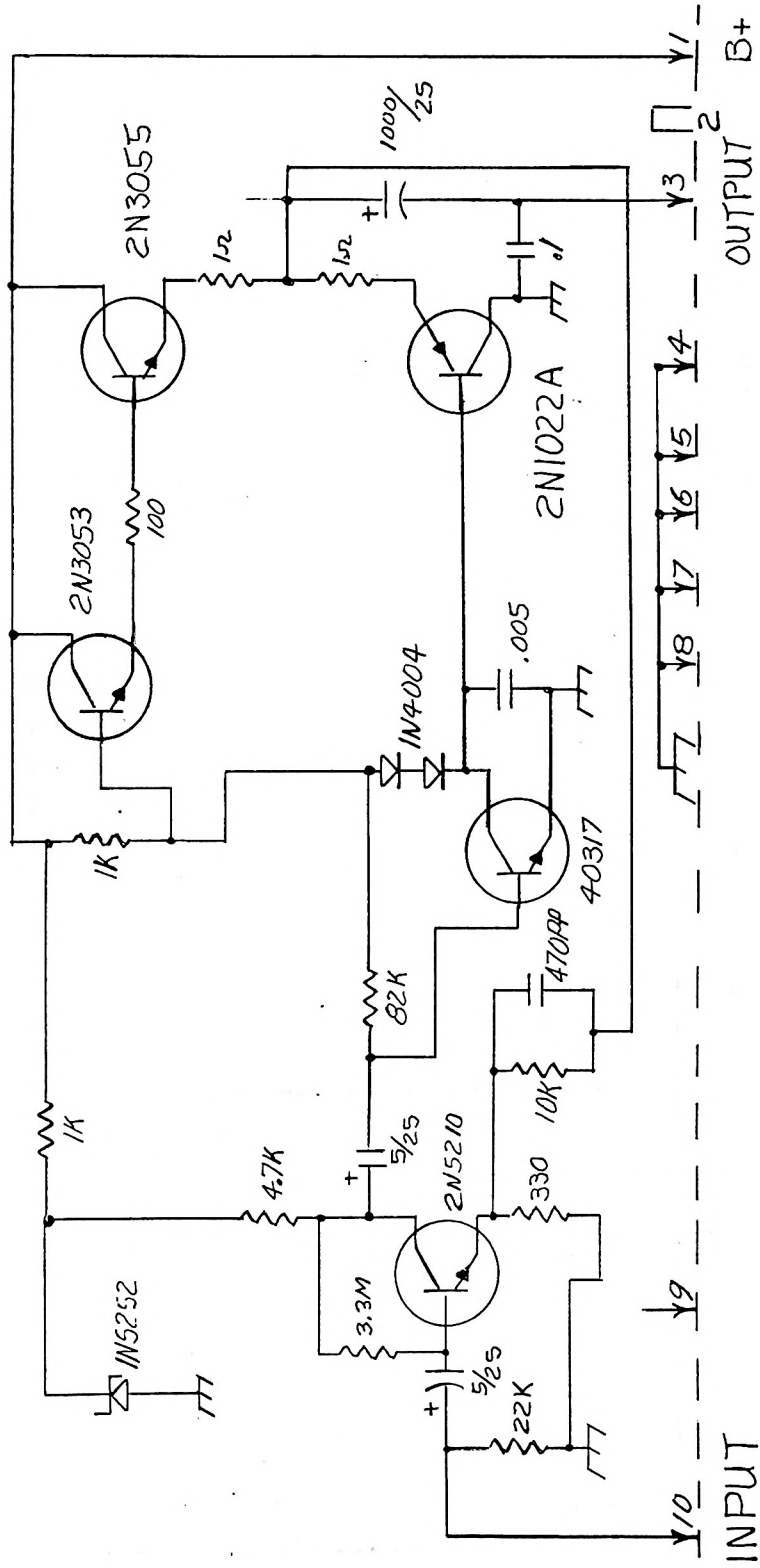 1N5252
1K
1K
2N3053
2N3055
100
1Ω
1Ω
1000/25
+
4.7K
3.3M
+
5/25
+
5/25
2N5210
82K
1N4004
.005
40317
2N1022A
.1
22K
330
10K
470PP
10
9
8
7
6
5
4
3
2
1
INPUT
OUTPUT
B+